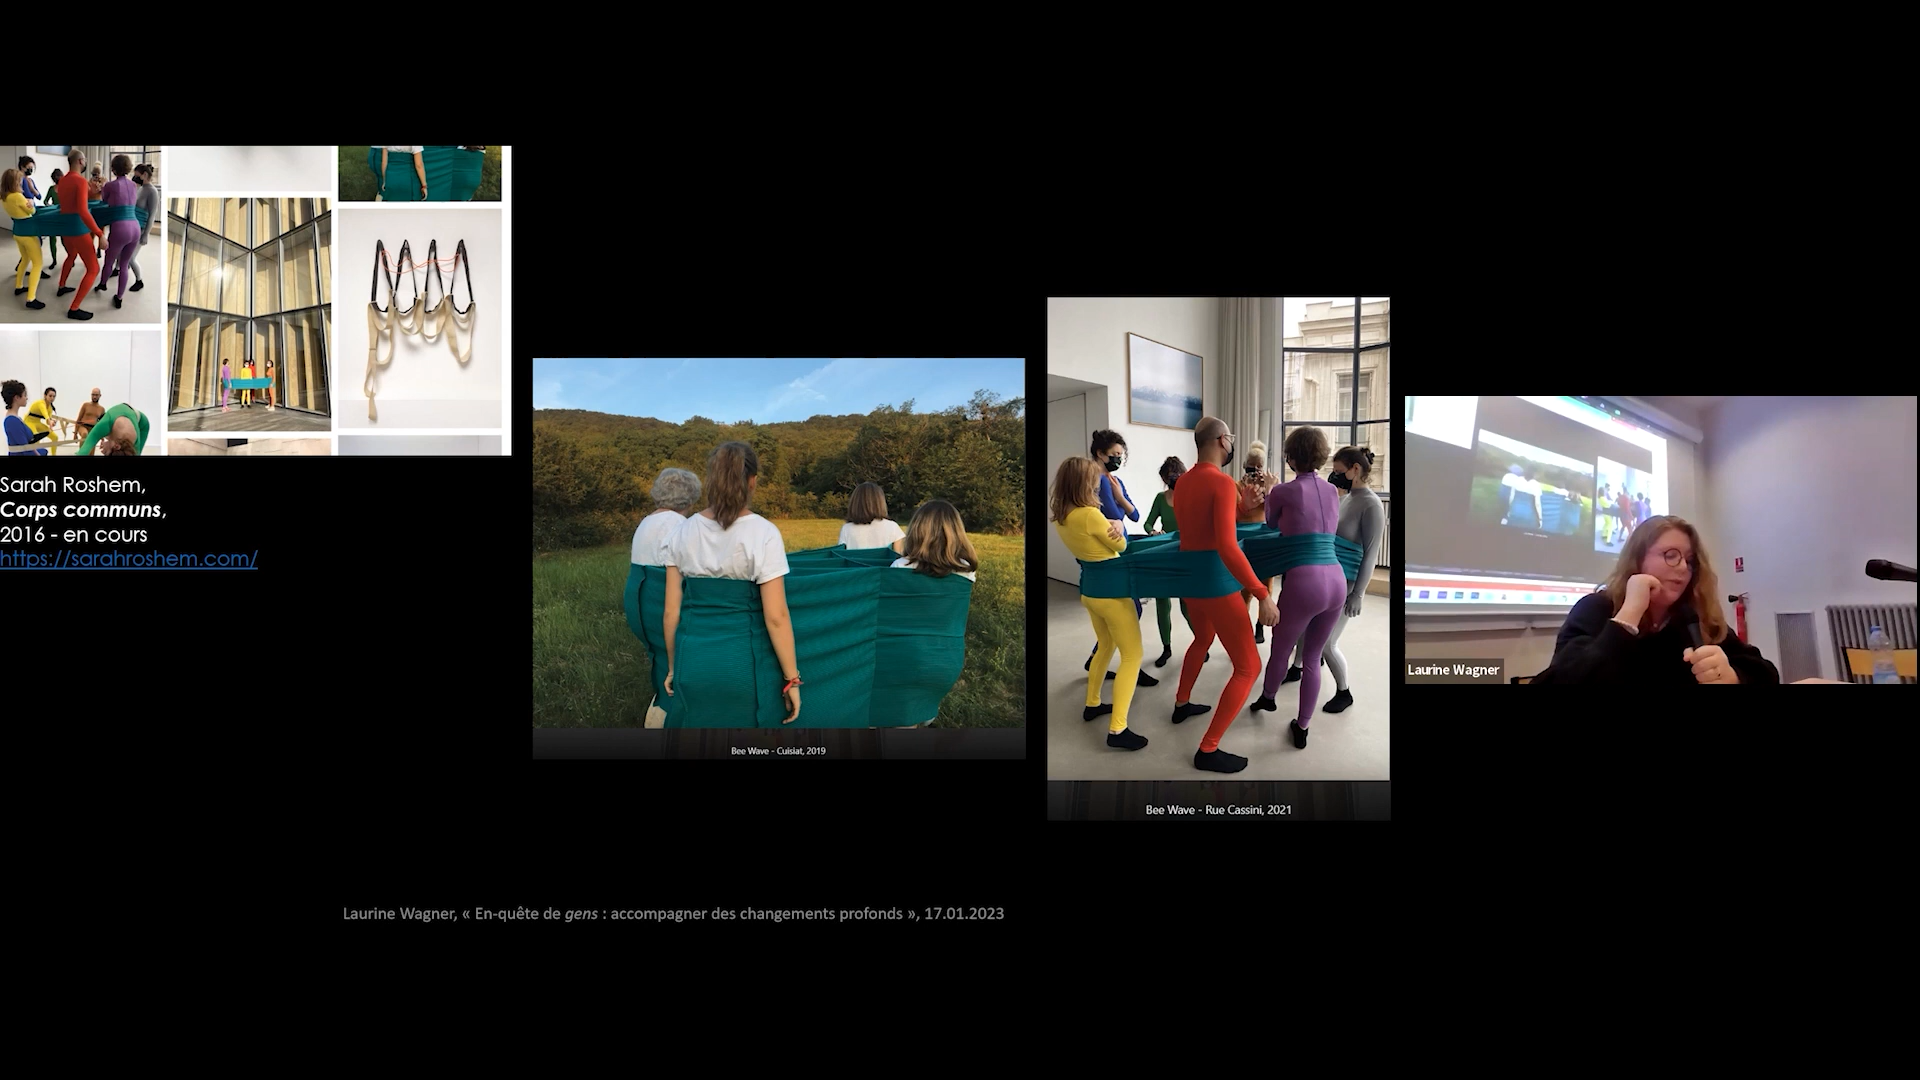 Sarah Roshem,
Corps communs,
2016 - en cours
https://sarahroshem.com/
Bee Wave - Cuisiat, 2019
Bee Wave - Rue Cassini, 2021
Laurine Wagner
Laurine Wagner, « En-quête de gens : accompagner des changements profonds », 17.01.2023